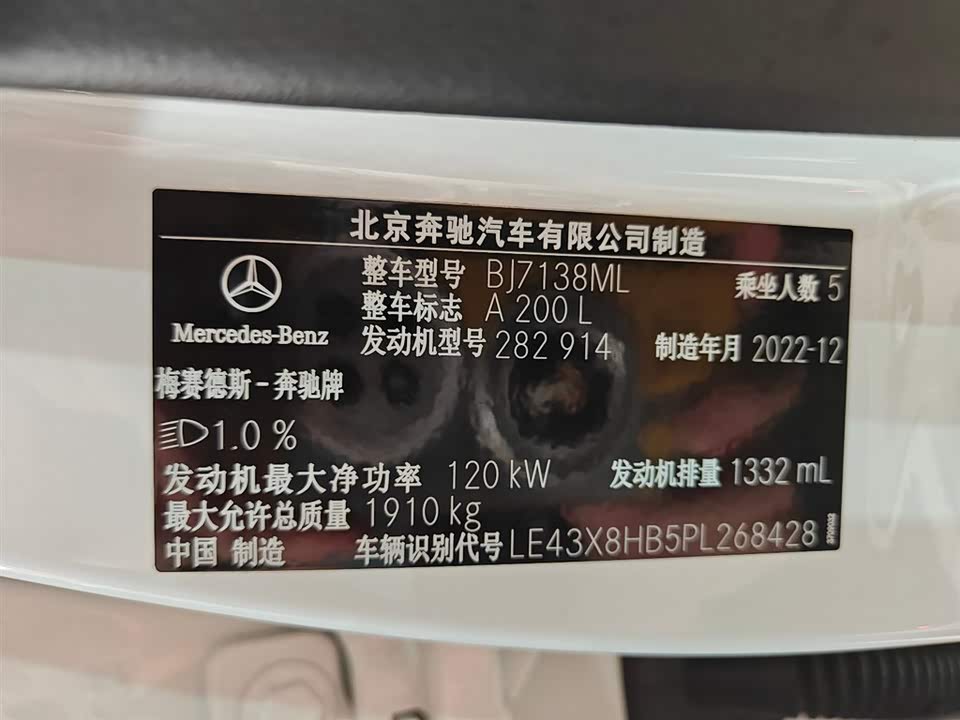 北京奔驰汽车有限公司制造
整车型号 BJ7138ML 乘坐人数 5
整车标志 A 200 L
Mercedes-Benz
发动机型号 282 914 制造年月 2022-12
梅赛德斯-奔驰牌
1.0 %
发动机最大净功率 120 kW 发动机排量 1332 mL
最大允许总质量 1910 kg
中国 制造 车辆识别代号 LE43X8HB5PL268428